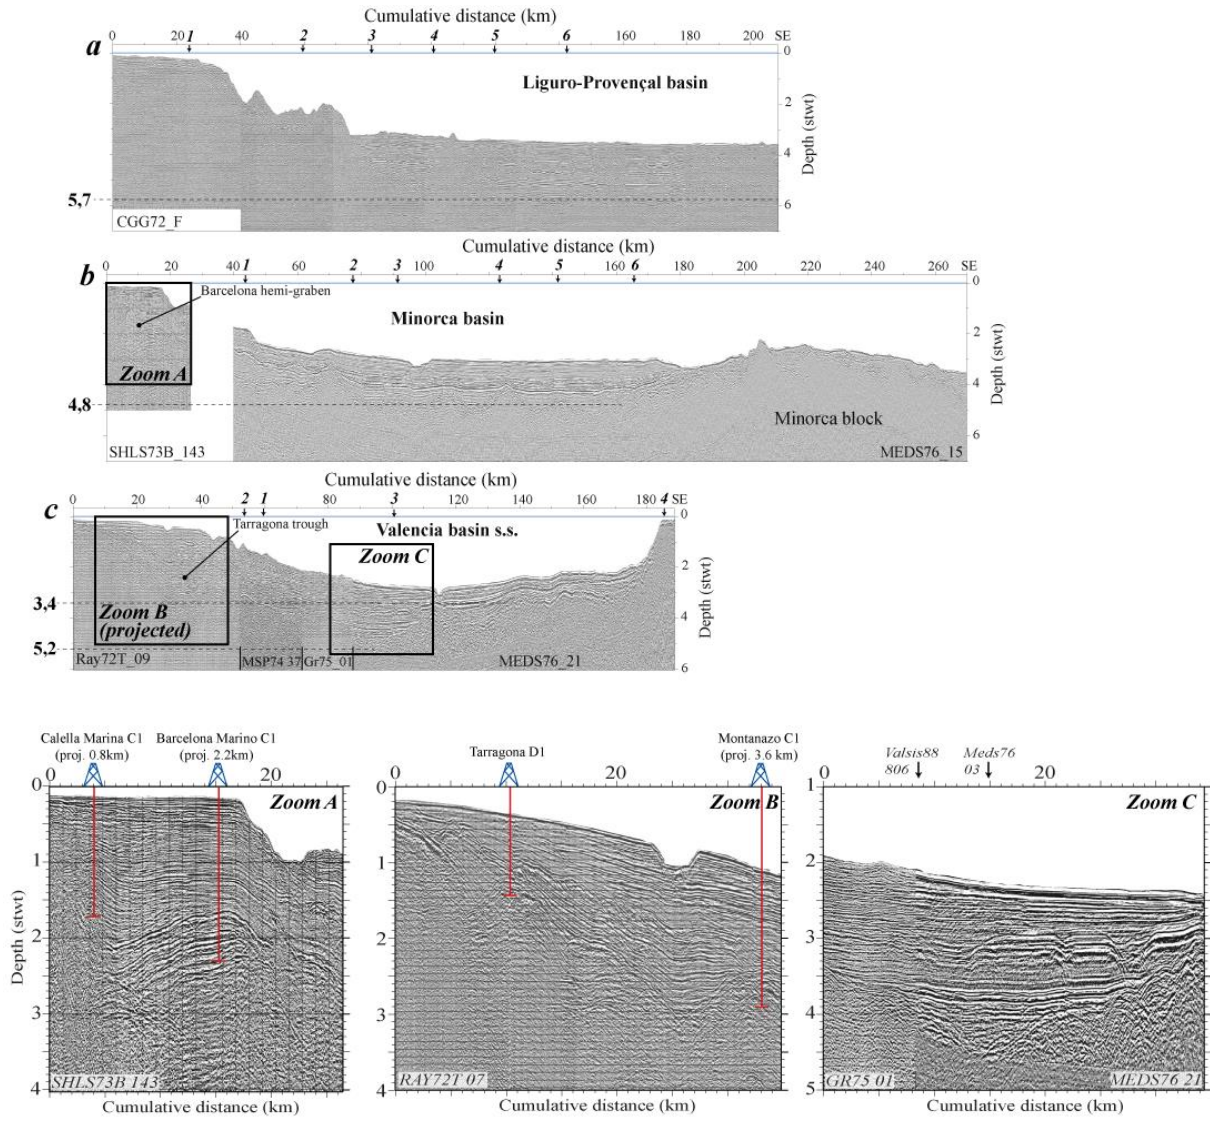 Cumulative distance (km)
a
0 20 1 40 2 3 4 5 6 160 180 200 SE
0
Liguro-Provençal basin
2
4
6
Depth (stwt)
5,7
CGG72_F
Cumulative distance (km)
b
0 20 40 1 60 2 3 100 4 5 160 6 180 200 220 240 260 SE
0
Barcelona hemi-graben
Minorca basin
2
4
6
Depth (stwt)
Zoom A
4,8
Minorca block
SHLS73B_143
MEDS76_15
Cumulative distance (km)
c
0 20 40 2 1 80 3 120 140 160 180 4 SE
0
Tarragona trough
Valencia basin s.s.
Zoom C
2
4
6
Depth (stwt)
3,4
Zoom B
(projected)
5,2
Ray72T_09
MSP74 37
Gr75_01
MEDS76_21
Calella Marina C1
(proj. 0.8km)
Barcelona Marino C1
(proj. 2.2km)
0 20
Zoom A
0
1
2
3
4
Depth (stwt)
SHLS73B 143
Cumulative distance (km)
Tarragona D1
Montanazo C1
(proj. 3.6 km)
0 20
Zoom B
0
1
2
3
4
RAY72T 07
Cumulative distance (km)
Valsis88
806
Meds76
03
0 20
Zoom C
1
2
3
4
5
GR75 01
MEDS76 21
Cumulative distance (km)